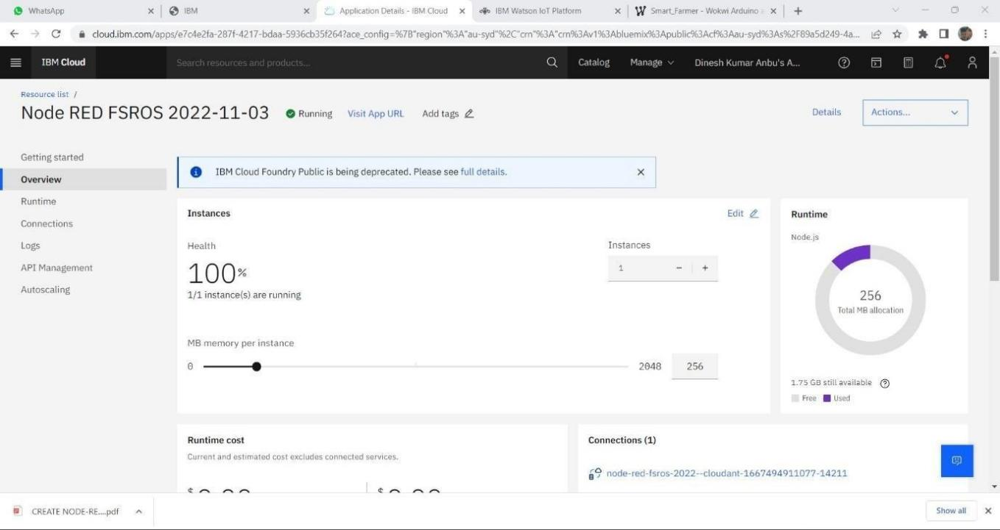 WhatsApp
IBM
Application Details - IBM Cloud
IBM Watson IoT Platform
Smart_Farmer - Wokwi Arduino
cloud.ibm.com/apps/e7c4e2fa-287f-4217-bdaa-5936cb35f264?ace_config=%7B"region"%3A"au-syd"%2C"crn"%3A"crn%3Av1%3Abluemix%3Apublic%3Acf%3Aau-syd%3As%2F89a5d249-4a...
IBM Cloud
Search resources and products...
Catalog
Manage
Dinesh Kumar Anbu's A...
Resource list /
Node RED FSROS 2022-11-03
Running
Visit App URL
Add tags
Details
Actions...
Getting started
Overview
Runtime
Connections
Logs
API Management
Autoscaling
IBM Cloud Foundry Public is being deprecated. Please see full details.
Instances
Edit
Health
100%
1/1 instance(s) are running
Instances
1 - +
MB memory per instance
0 2048 256
Runtime
Node.js
256
Total MB allocation
1.75 GB still available
Free Used
Runtime cost
Current and estimated cost excludes connected services.
Connections (1)
node-red-fsros-2022--cloudant-1667494911077-14211
CREATE NODE-RE....pdf
Show all